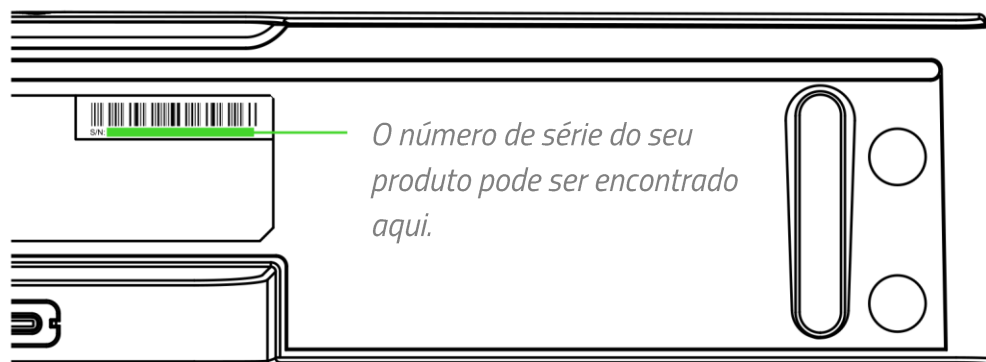 S/N:
O número de série do seu
produto pode ser encontrado
aqui.